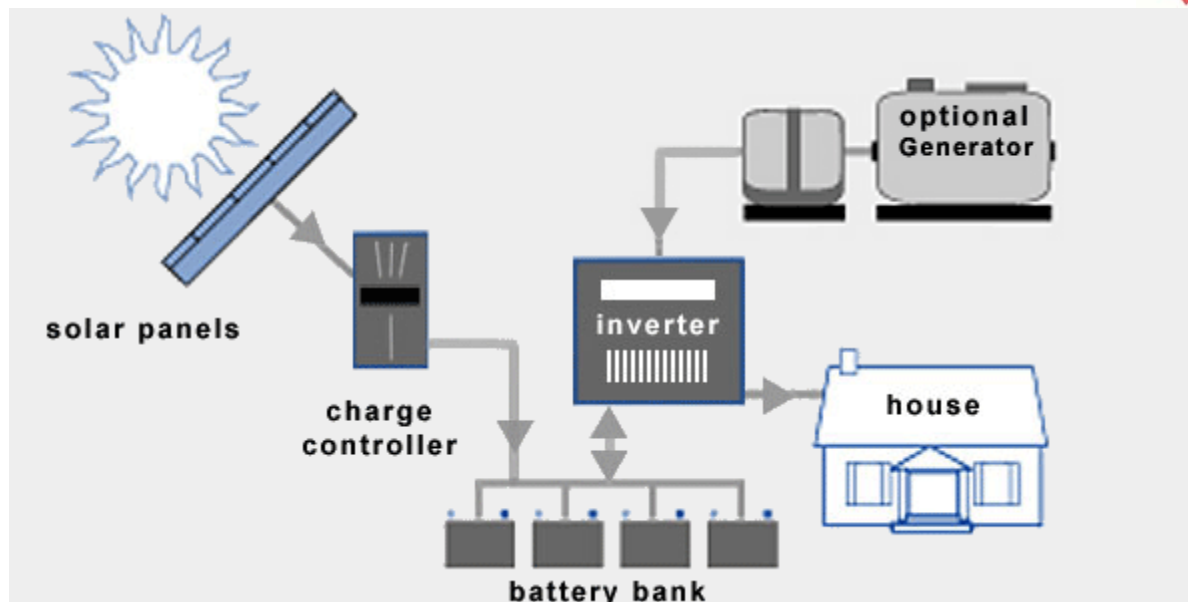 optional
Generator
solar panels
inverter
charge
controller
house
battery bank